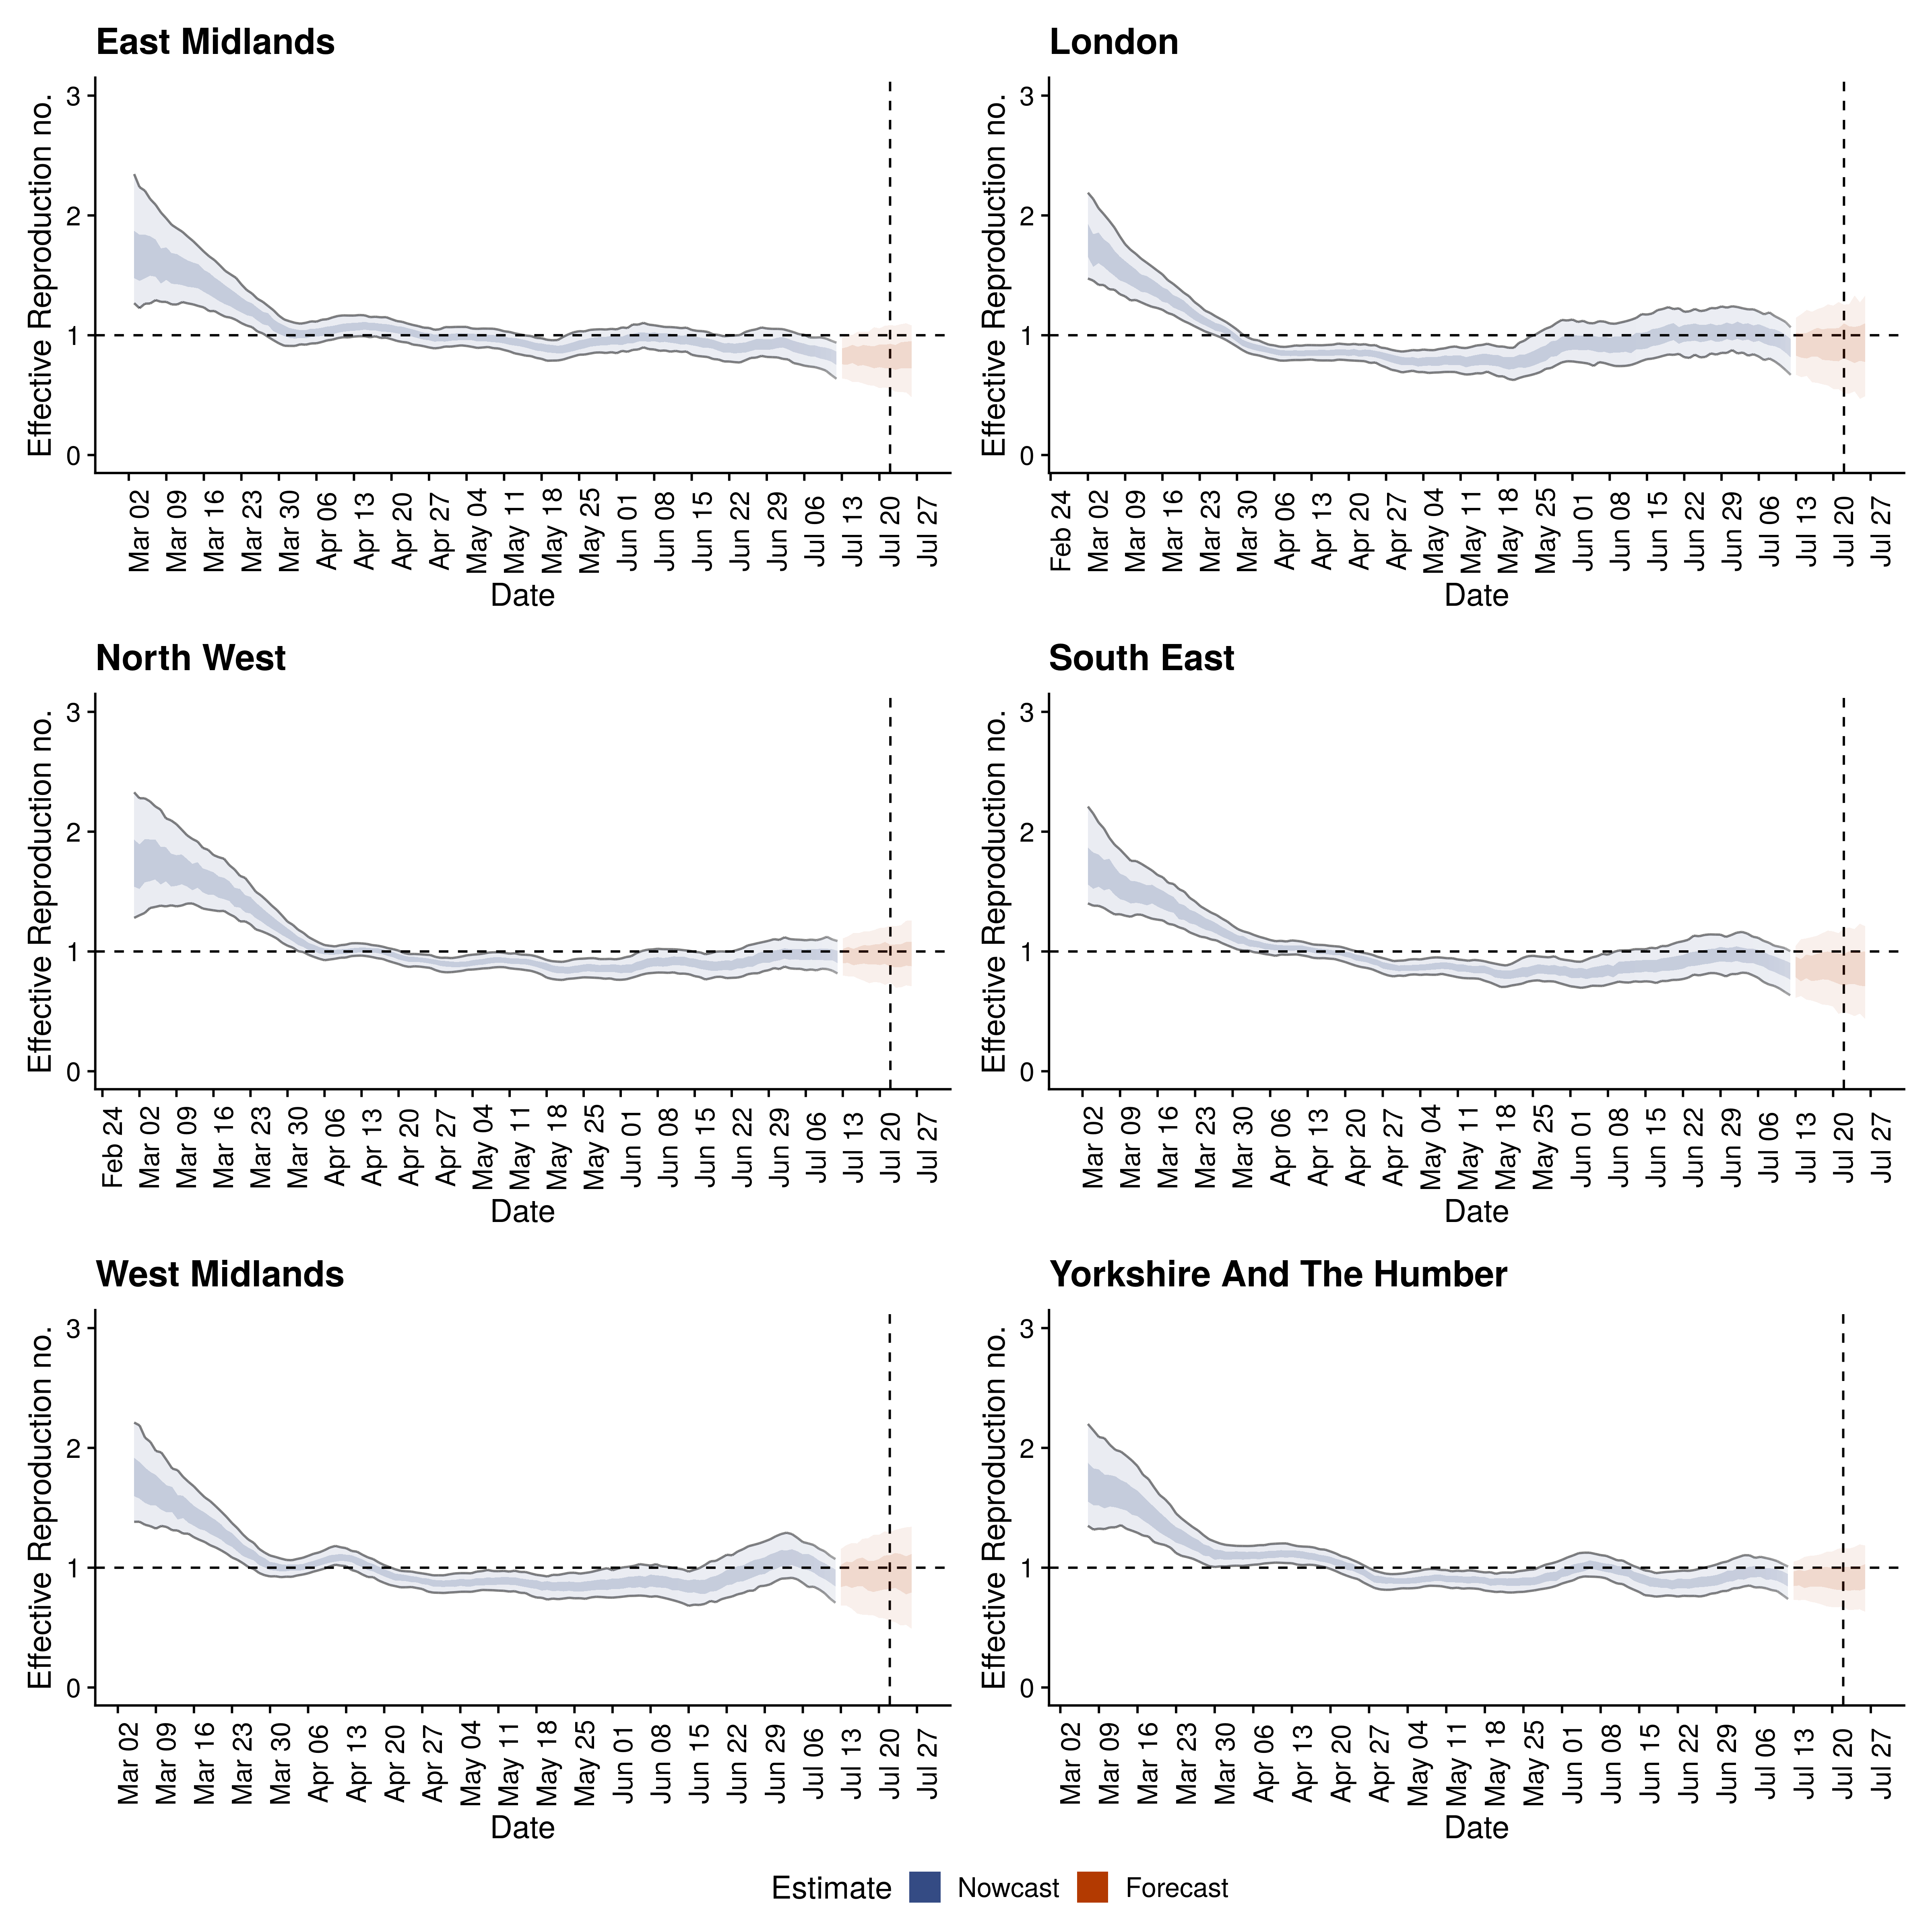 East Midlands
Effective Reproduction no.
3
2
1
0
Mar 02
Mar 09
Mar 16
Mar 23
Mar 30
Apr 06
Apr 13
Apr 20
Apr 27
May 04
May 11
May 18
May 25
Jun 01
Jun 08
Jun 15
Jun 22
Jun 29
Jul 06
Jul 13
Jul 20
Jul 27
Date
London
Effective Reproduction no.
3
2
1
0
Feb 24
Mar 02
Mar 09
Mar 16
Mar 23
Mar 30
Apr 06
Apr 13
Apr 20
Apr 27
May 04
May 11
May 18
May 25
Jun 01
Jun 08
Jun 15
Jun 22
Jun 29
Jul 06
Jul 13
Jul 20
Jul 27
Date
North West
Effective Reproduction no.
3
2
1
0
Feb 24
Mar 02
Mar 09
Mar 16
Mar 23
Mar 30
Apr 06
Apr 13
Apr 20
Apr 27
May 04
May 11
May 18
May 25
Jun 01
Jun 08
Jun 15
Jun 22
Jun 29
Jul 06
Jul 13
Jul 20
Jul 27
Date
South East
Effective Reproduction no.
3
2
1
0
Mar 02
Mar 09
Mar 16
Mar 23
Mar 30
Apr 06
Apr 13
Apr 20
Apr 27
May 04
May 11
May 18
May 25
Jun 01
Jun 08
Jun 15
Jun 22
Jun 29
Jul 06
Jul 13
Jul 20
Jul 27
Date
West Midlands
Effective Reproduction no.
3
2
1
0
Mar 02
Mar 09
Mar 16
Mar 23
Mar 30
Apr 06
Apr 13
Apr 20
Apr 27
May 04
May 11
May 18
May 25
Jun 01
Jun 08
Jun 15
Jun 22
Jun 29
Jul 06
Jul 13
Jul 20
Jul 27
Date
Yorkshire And The Humber
Effective Reproduction no.
3
2
1
0
Mar 02
Mar 09
Mar 16
Mar 23
Mar 30
Apr 06
Apr 13
Apr 20
Apr 27
May 04
May 11
May 18
May 25
Jun 01
Jun 08
Jun 15
Jun 22
Jun 29
Jul 06
Jul 13
Jul 20
Jul 27
Date
Estimate Nowcast Forecast